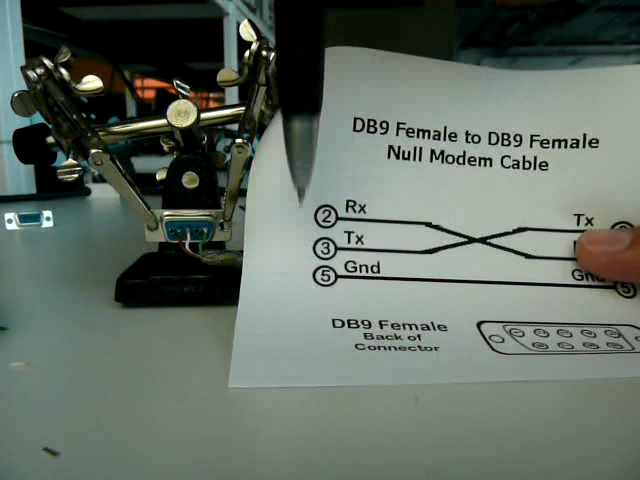 DB9 Female to DB9 Female
Null Modem Cable
2 Rx Tx
3 Tx
5 Gnd Gnd 5
DB9 Female
Back of
Connector